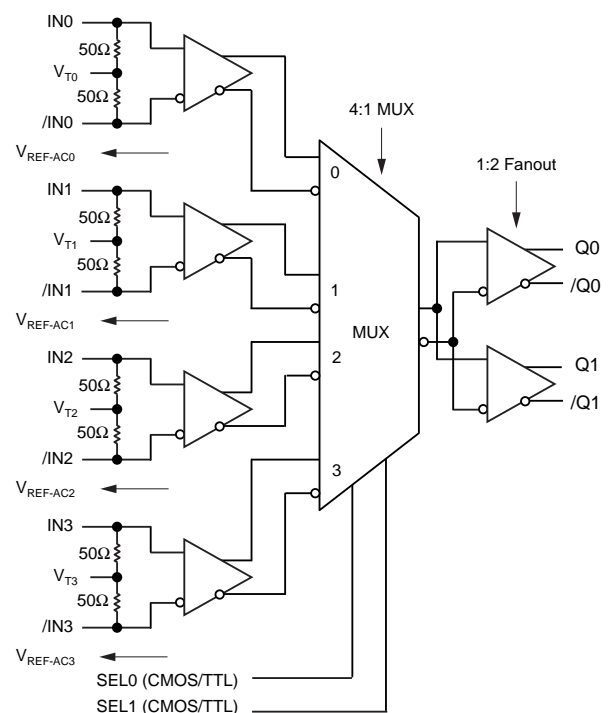 IN0
50Ω
VT0
50Ω
/IN0
VREF-AC0
IN1
50Ω
VT1
50Ω
/IN1
VREF-AC1
IN2
50Ω
VT2
50Ω
/IN2
VREF-AC2
IN3
50Ω
VT3
50Ω
/IN3
VREF-AC3
SEL0 (CMOS/TTL)
SEL1 (CMOS/TTL)
4:1 MUX
0
1
MUX
2
3
1:2 Fanout
Q0
/Q0
Q1
/Q1